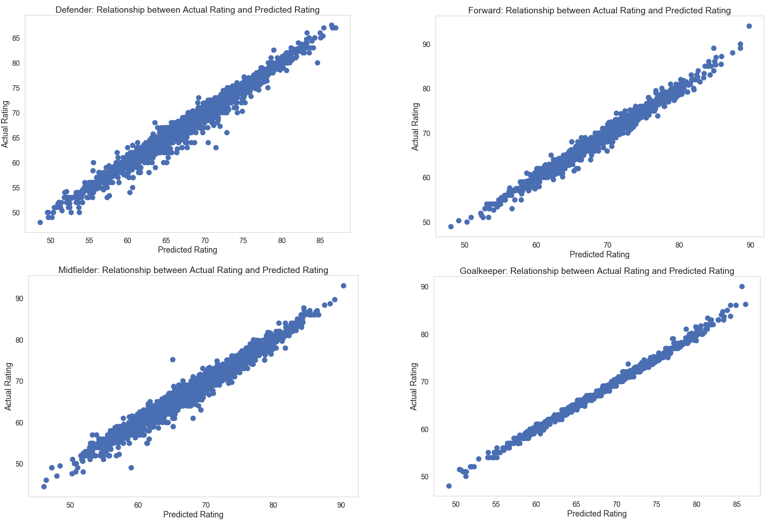 Defender: Relationship between Actual Rating and Predicted Rating
Actual Rating
85
80
75
70
65
60
55
50
50 55 60 65 70 75 80 85
Predicted Rating
Forward: Relationship between Actual Rating and Predicted Rating
Actual Rating
90
80
70
60
50
50 60 70 80 90
Predicted Rating
Midfielder: Relationship between Actual Rating and Predicted Rating
Actual Rating
90
80
70
60
50
50 60 70 80 90
Predicted Rating
Goalkeeper: Relationship between Actual Rating and Predicted Rating
Actual Rating
90
80
70
60
50
50 55 60 65 70 75 80 85
Predicted Rating